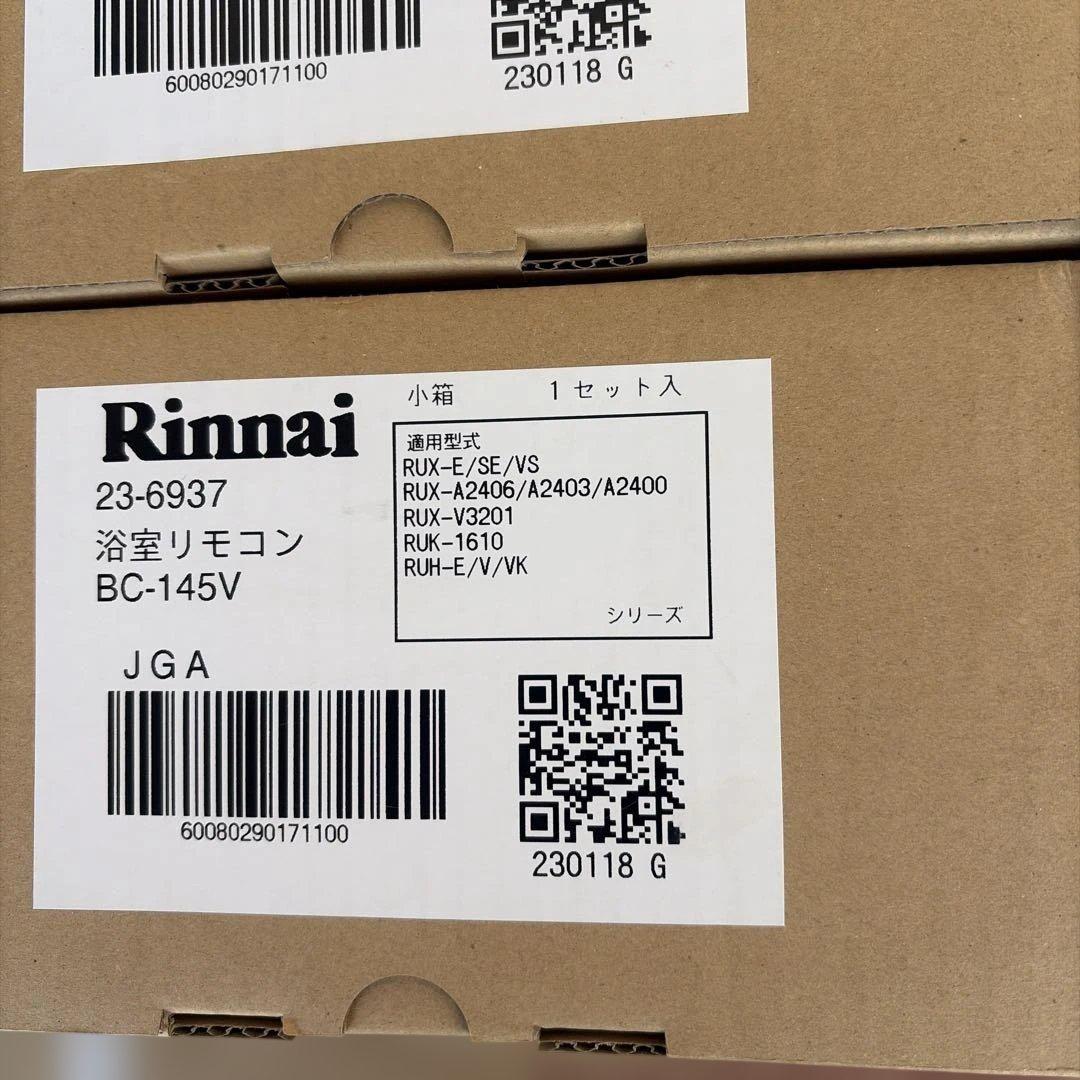 60080290171100
230118 G
Rinnai
23-6937
浴室リモコン
BC-145V
小箱 1セット入
適用型式
RUX-E/SE/VS
RUX-A2406/A2403/A2400
RUX-V3201
RUK-1610
RUH-E/V/VK
シリーズ
JGA
60080290171100
230118 G